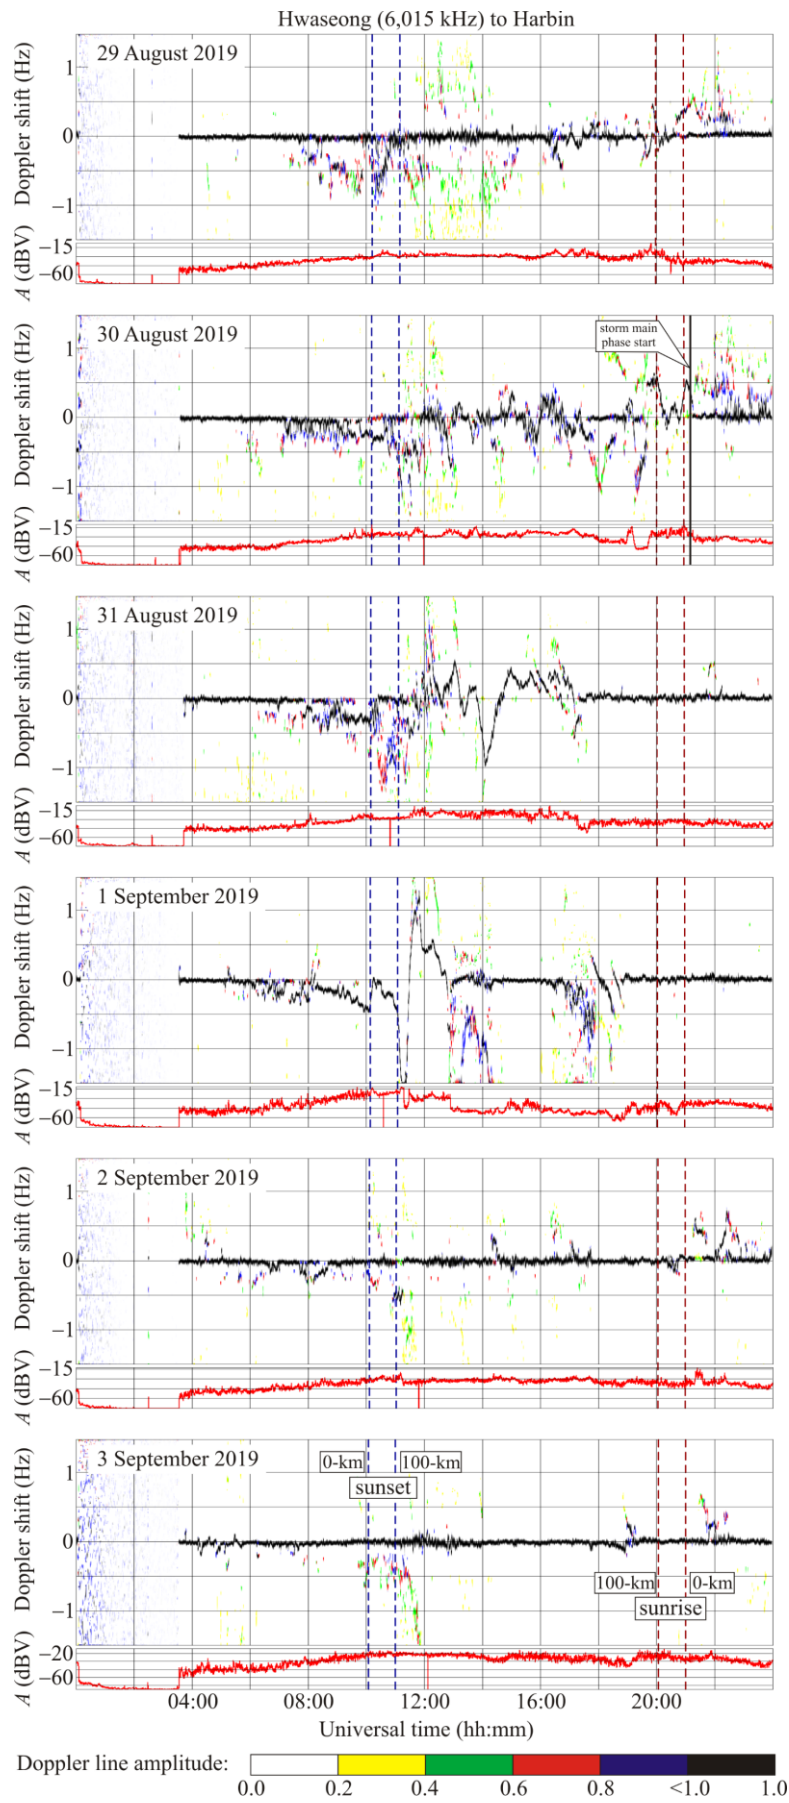 Hwaseong (6,015 kHz) to Harbin
29 August 2019
Doppler shift (Hz)
1
0
−1
A (dBV)
−15
−60
30 August 2019
storm main
phase start
Doppler shift (Hz)
1
0
−1
A (dBV)
−15
−60
31 August 2019
Doppler shift (Hz)
1
0
−1
A (dBV)
−15
−60
1 September 2019
Doppler shift (Hz)
1
0
−1
A (dBV)
−15
−60
2 September 2019
Doppler shift (Hz)
1
0
−1
A (dBV)
−15
−60
3 September 2019
0-km 100-km
sunset
Doppler shift (Hz)
1
0
−1
100-km 0-km
sunrise
A (dBV)
−20
−60
04:00 08:00 12:00 16:00 20:00
Universal time (hh:mm)
Doppler line amplitude:
0.0 0.2 0.4 0.6 0.8 <1.0 1.0